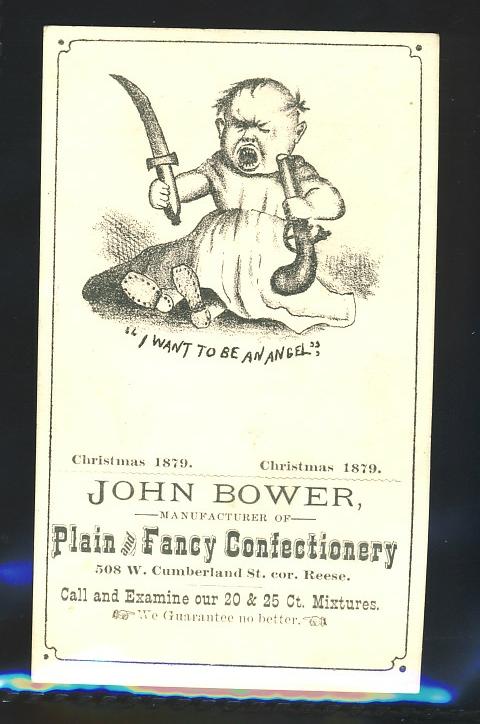 "I WANT TO BE AN ANGEL";
Christmas 1879. Christmas 1879.
JOHN BOWER,
MANUFACTURER OF
Plain and Fancy Confectionery
508 W. Cumberland St. cor. Reese.
Call and Examine our 20 & 25 Ct. Mixtures.
We Guarantee no better.